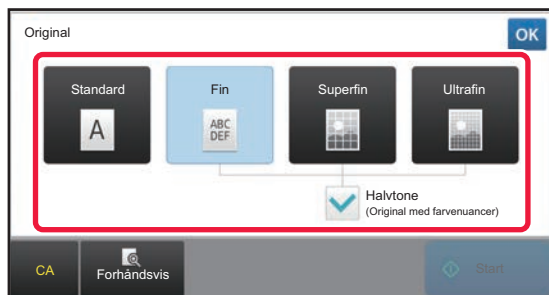 Original
OK
Standard
Fin
Superfin
Ultrafin
A
ABC
DEF
Halvtone
(Original med farvenuancer)
CA
Forhåndsvis
Start